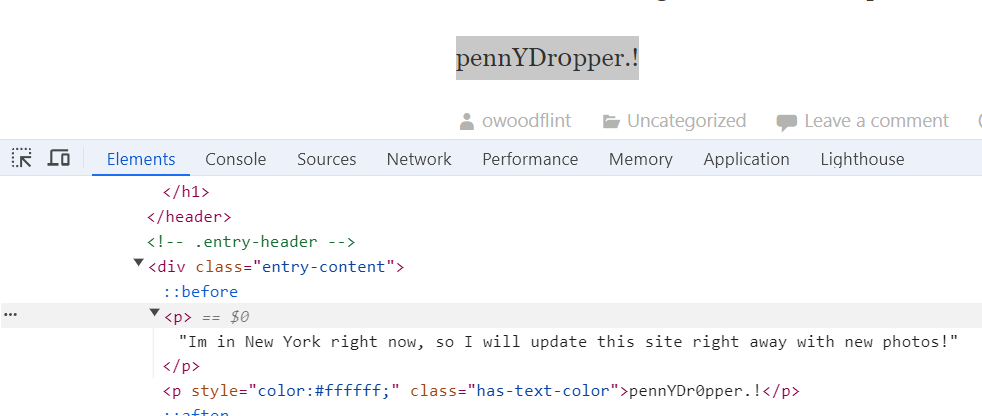 pennYDr0pper.!
owoodflint Uncategorized Leave a comment
Elements Console Sources Network Performance Memory Application Lighthouse
</h1>
</header>
<!-- .entry-header -->
<div class="entry-content">
::before
<p> == $0
"Im in New York right now, so I will update this site right away with new photos!"
</p>
<p style="color:#ffffff;" class="has-text-color">pennYDr0pper.!</p>
::after